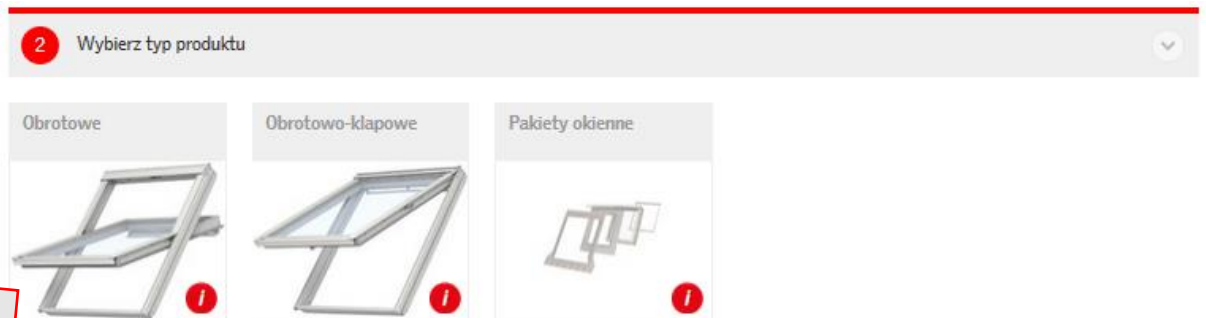 2 Wybierz typ produktu
Obrotowe
Obrotowo-klapowe
Pakiety okienne
i
i
i